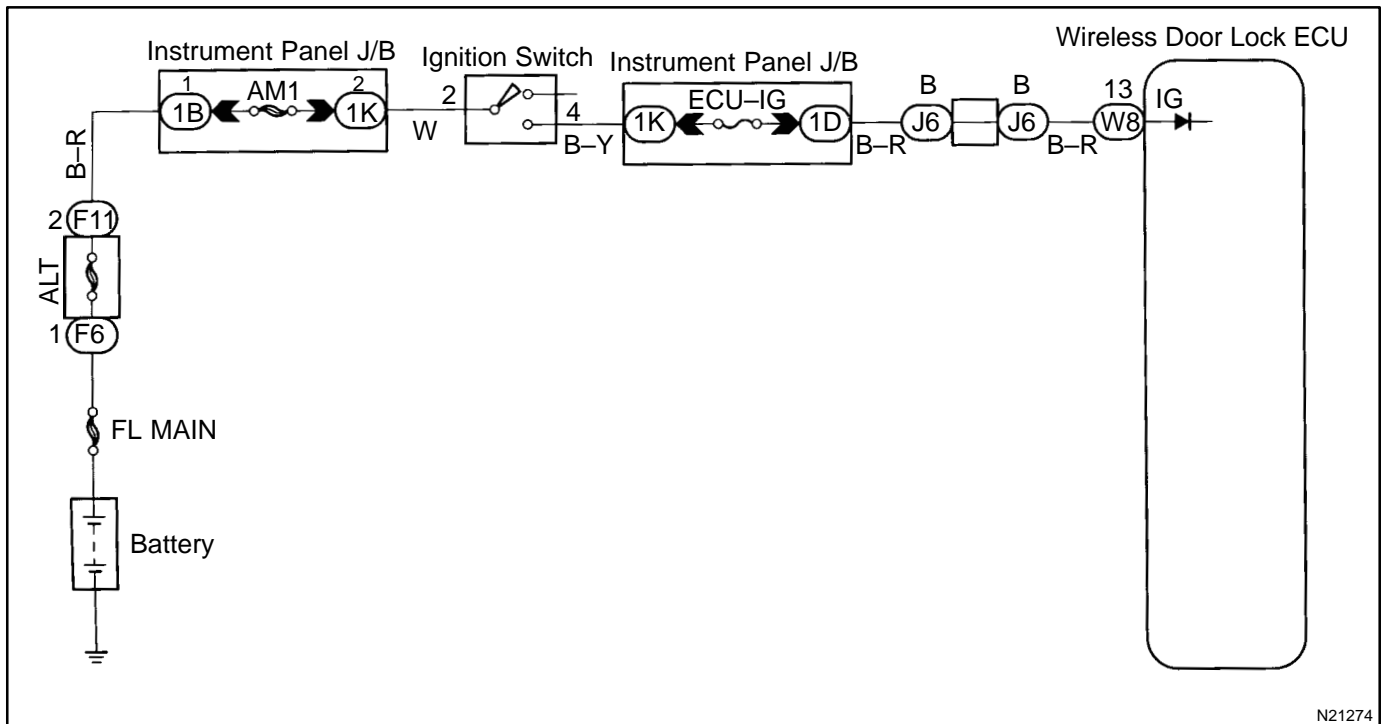 Wireless Door Lock ECU
Instrument Panel J/B
Ignition Switch
Instrument Panel J/B
1
AM1
2
1B
1K
2
W
4
B–Y
ECU–IG
1K
1D
B–R
B
J6
B
J6
B–R
13
W8
IG
B–R
2
F11
ALT
1
F6
FL MAIN
Battery
N21274